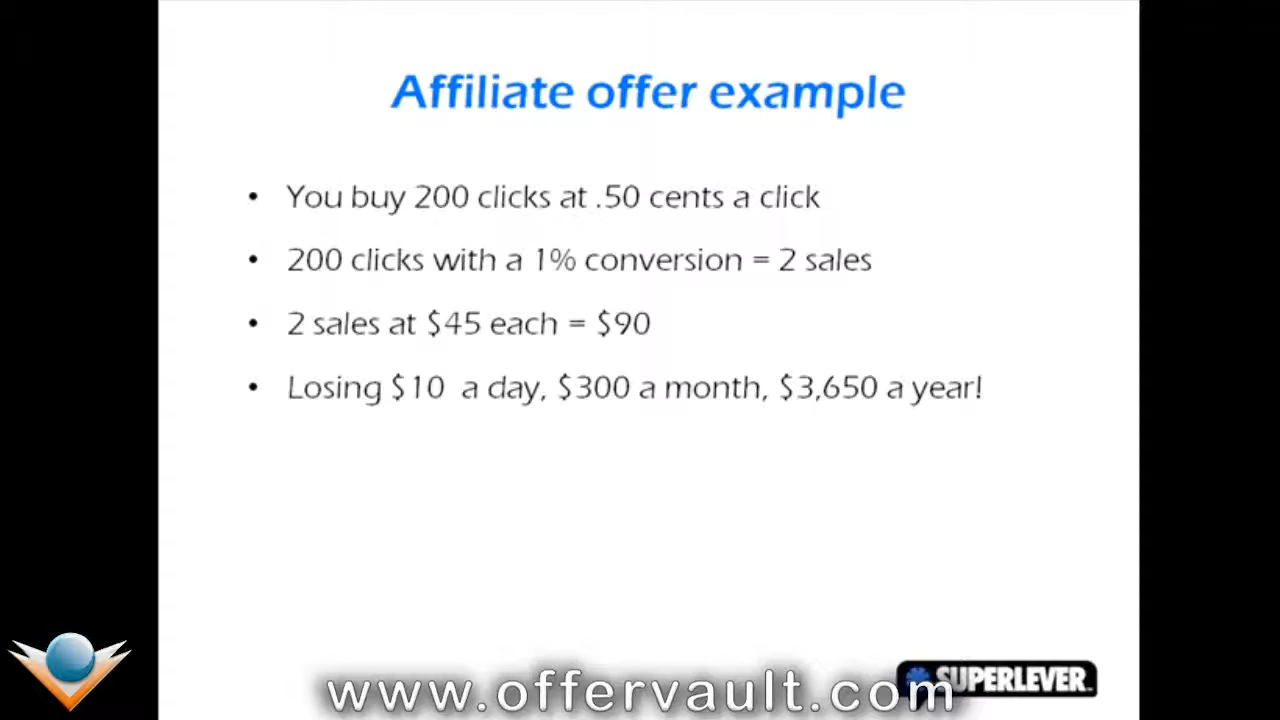 Affiliate offer example
• You buy 200 clicks at .50 cents a click
• 200 clicks with a 1% conversion = 2 sales
• 2 sales at $45 each = $90
• Losing $10  a day, $300 a month, $3,650 a year!
SUPERLEVER
www.offervault.com